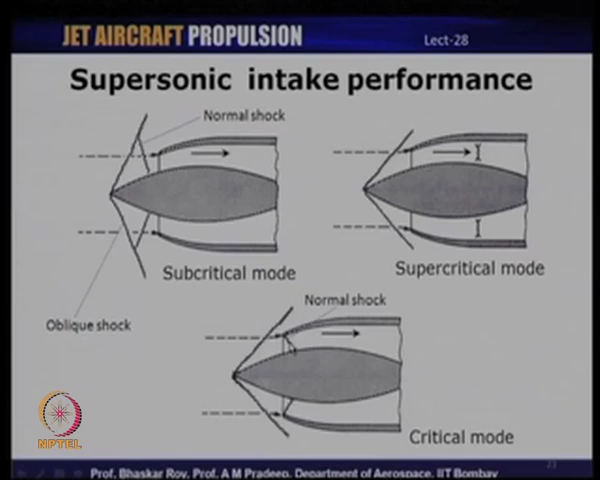 JET AIRCRAFT PROPULSION
Lect-28
Supersonic intake performance
Normal shock
Subcritical mode
Supercritical mode
Oblique shock
Normal shock
Critical mode
NPTEL
23
Prof. Bhaskar Roy, Prof. A M Pradeep, Department of Aerospace, IIT Bombay